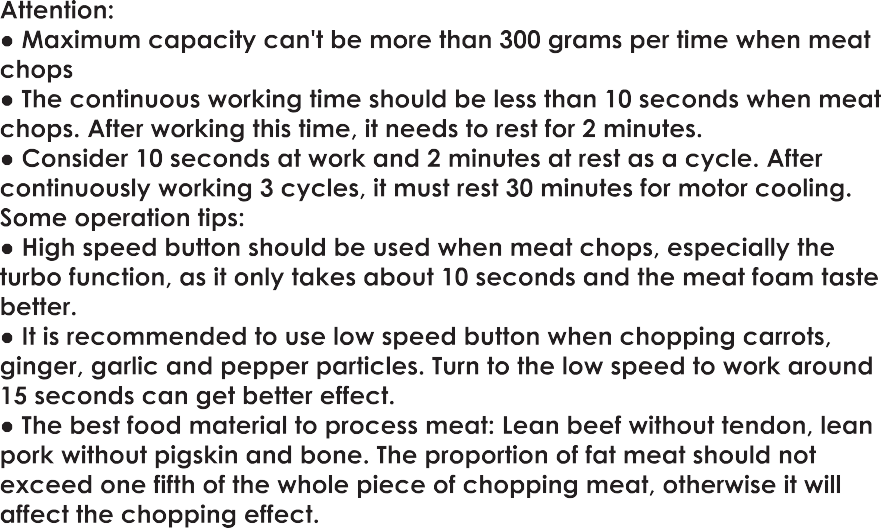 Attention:
● Maximum capacity can't be more than 300 grams per time when meat
chops
● The continuous working time should be less than 10 seconds when meat
chops. After working this time, it needs to rest for 2 minutes.
● Consider 10 seconds at work and 2 minutes at rest as a cycle. After
continuously working 3 cycles, it must rest 30 minutes for motor cooling.
Some operation tips:
● High speed button should be used when meat chops, especially the
turbo function, as it only takes about 10 seconds and the meat foam taste
better.
● It is recommended to use low speed button when chopping carrots,
ginger, garlic and pepper particles. Turn to the low speed to work around
15 seconds can get better effect.
● The best food material to process meat: Lean beef without tendon, lean
pork without pigskin and bone. The proportion of fat meat should not
exceed one fifth of the whole piece of chopping meat, otherwise it will
affect the chopping effect.